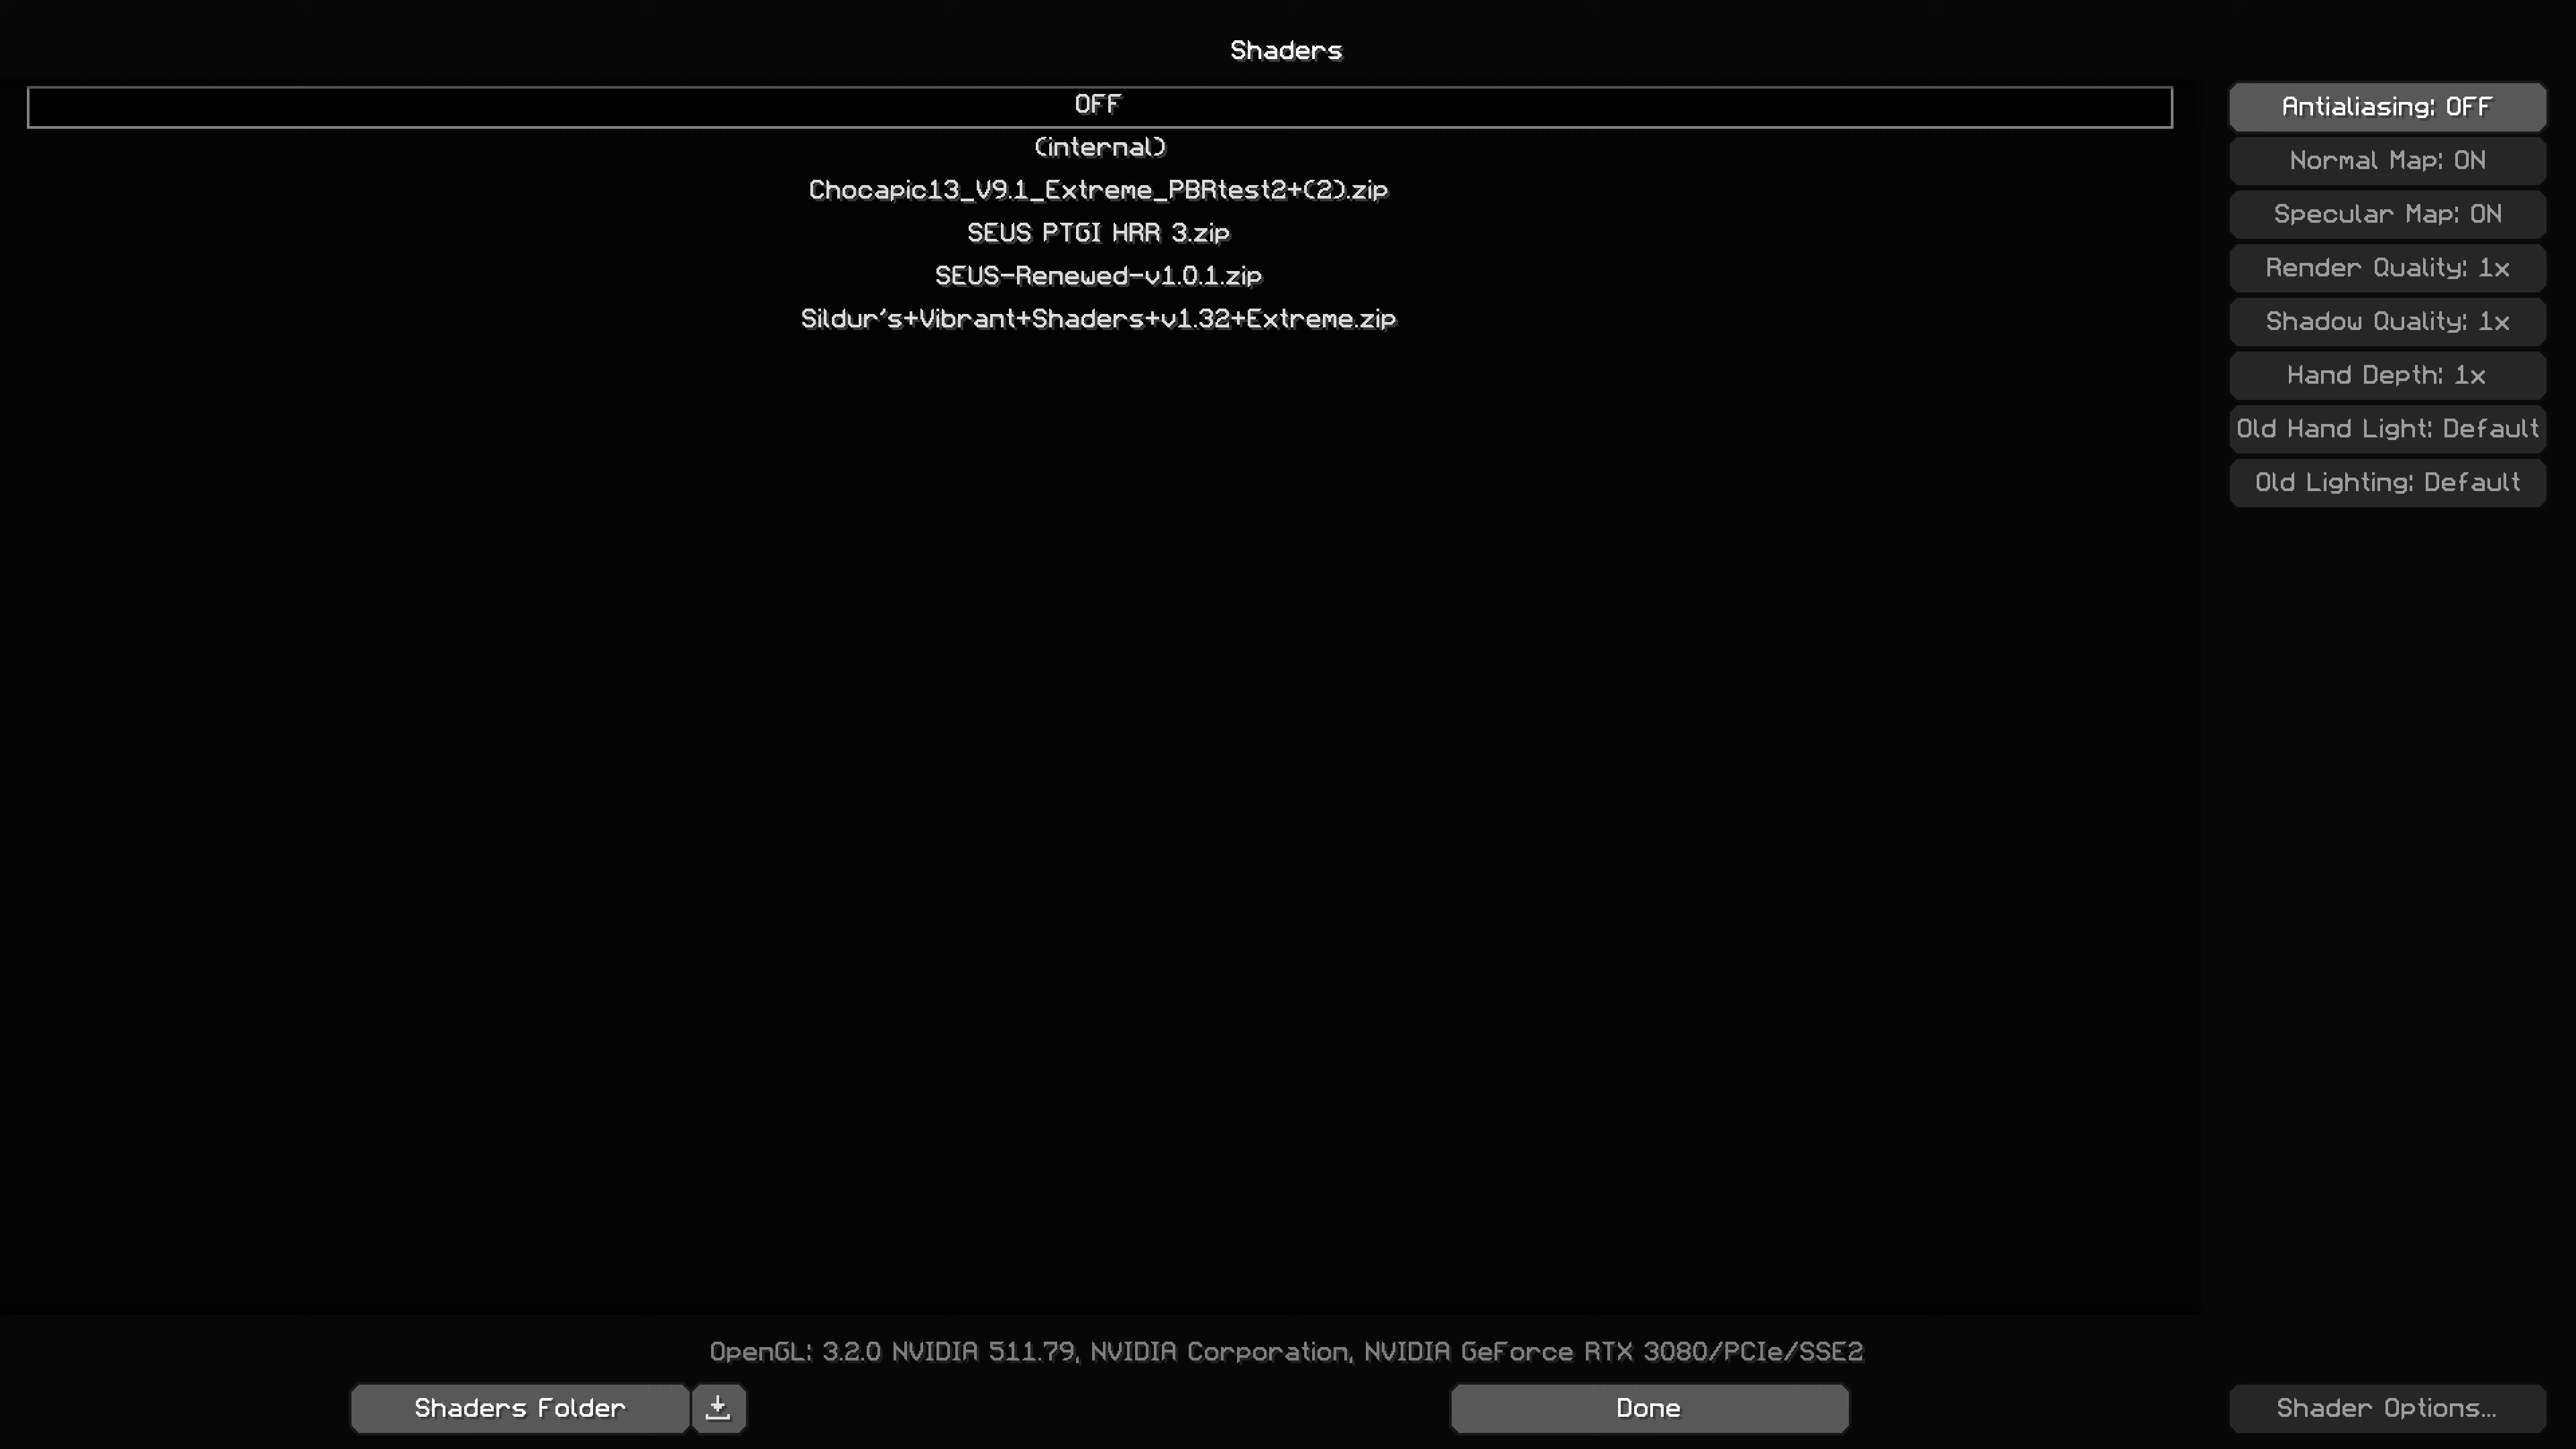 Shaders
OFF
(internal)
Chocapic13_V9.1_Extreme_PBRtest2+(2).zip
SEUS PTGI HRR 3.zip
SEUS-Renewed-v1.0.1.zip
Sildur's+Vibrant+Shaders+v1.32+Extreme.zip
Antialiasing: OFF
Normal Map: ON
Specular Map: ON
Render Quality: 1x
Shadow Quality: 1x
Hand Depth: 1x
Old Hand Light: Default
Old Lighting: Default
OpenGL: 3.2.0 NVIDIA 511.79, NVIDIA Corporation, NVIDIA GeForce RTX 3080/PCIe/SSE2
Shaders Folder
Done
Shader Options...